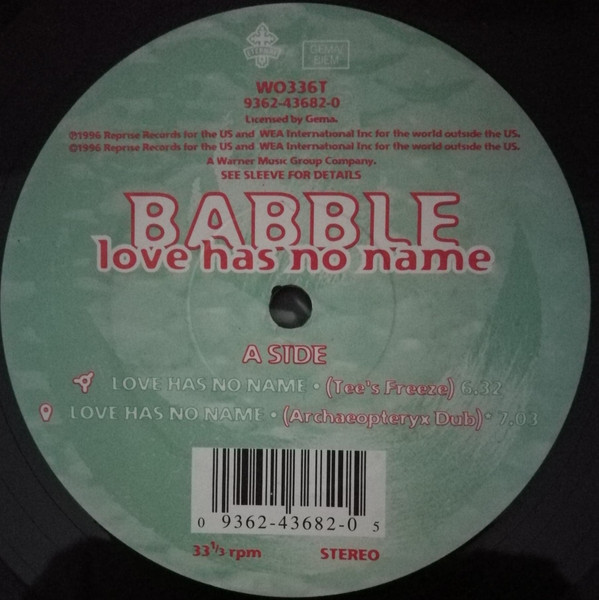 ETERNAL
GEMA/
BIEM
WO336T
9362-43682-0
Licensed by Gema.
℗1996 Reprise Records for the US and WEA International Inc for the world outside the US.
©1996 Reprise Records for the US and WEA International Inc for the world outside the US.
A Warner Music Group Company.
SEE SLEEVE FOR DETAILS
BABBLE
love has no name
A SIDE
LOVE HAS NO NAME • (Tee's Freeze) 6.32
LOVE HAS NO NAME • (Archaeopteryx Dub) • 7.03
0 9362-43682-0 5
33 1/3 rpm STEREO